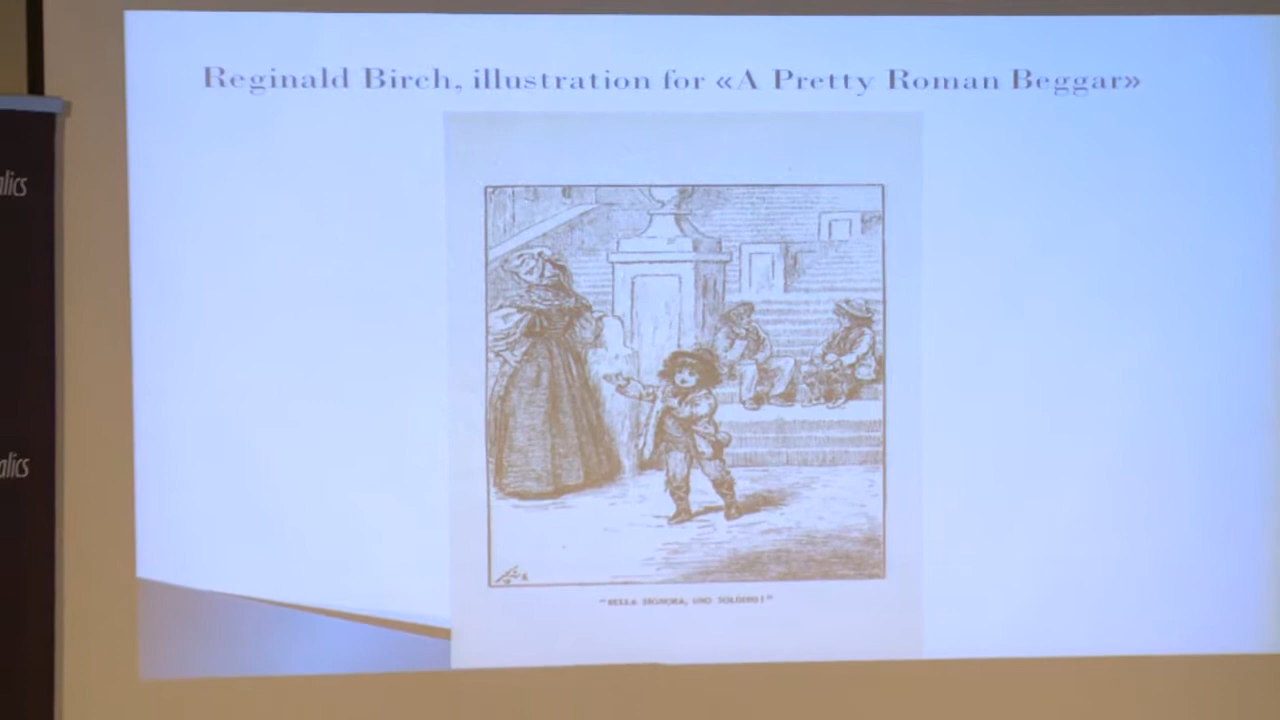 Reginald Birch, illustration for «A Pretty Roman Beggar»
alics
alics
"BELLA SIGNORA, UNO SOLDINO!"